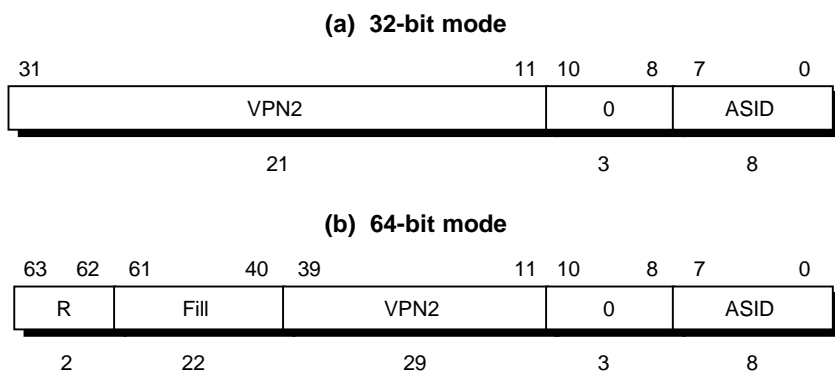 (a) 32-bit mode
31 11 10 8 7 0
VPN2 0 ASID
21 3 8
(b) 64-bit mode
63 62 61 40 39 11 10 8 7 0
R Fill VPN2 0 ASID
2 22 29 3 8